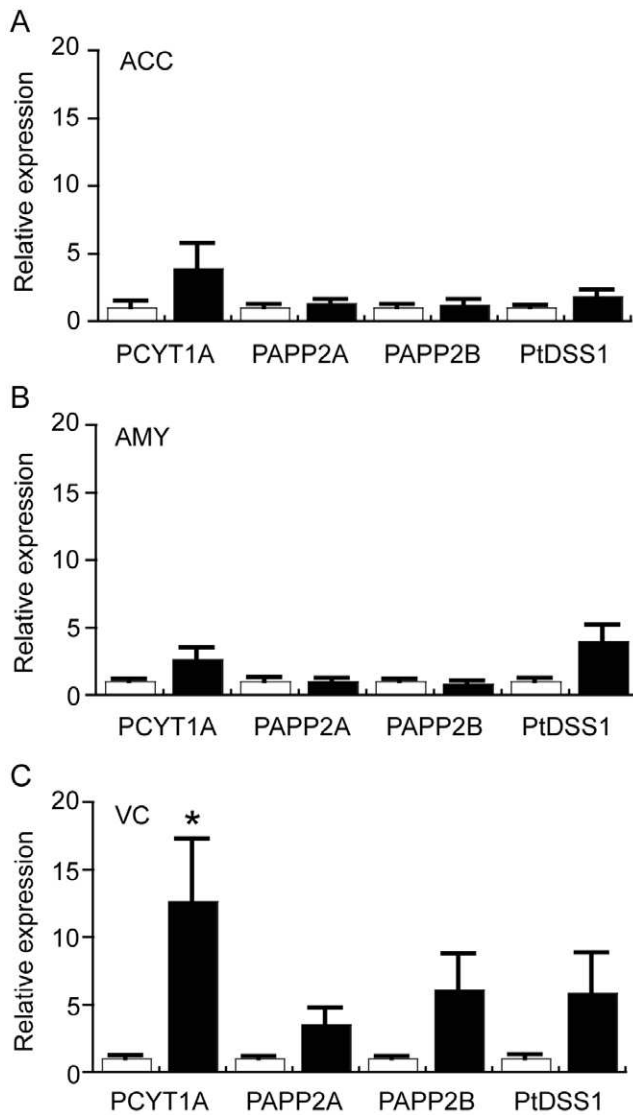 A
ACC
Relative expression
20
15
10
5
0
PCYT1A PAPP2A PAPP2B PtDSS1
B
AMY
Relative expression
20
15
10
5
0
PCYT1A PAPP2A PAPP2B PtDSS1
C
VC
*
Relative expression
20
15
10
5
0
PCYT1A PAPP2A PAPP2B PtDSS1